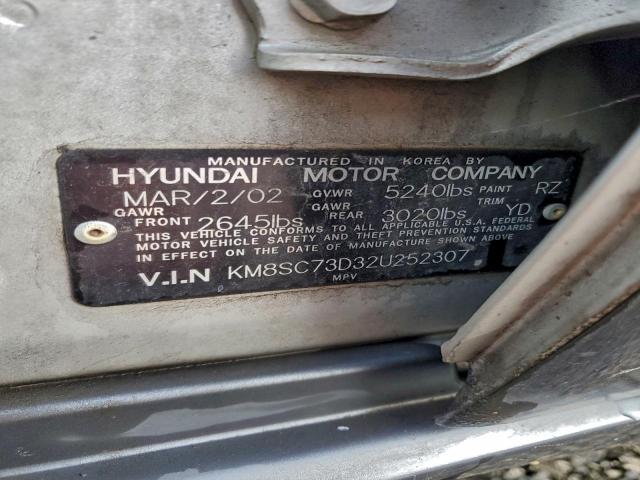 MANUFACTURED IN KOREA BY
HYUNDAI MOTOR COMPANY
MAR/2/02 GVWR 5240lbs PAINT RZ
GAWR FRONT 2645lbs GAWR REAR 3020lbs TRIM YD
THIS VEHICLE CONFORMS TO ALL APPLICABLE U.S.A. FEDERAL
MOTOR VEHICLE SAFETY AND THEFT PREVENTION STANDARDS
IN EFFECT ON THE DATE OF MANUFACTURE SHOWN ABOVE
V.I.N KM8SC73D32U252307
MPV